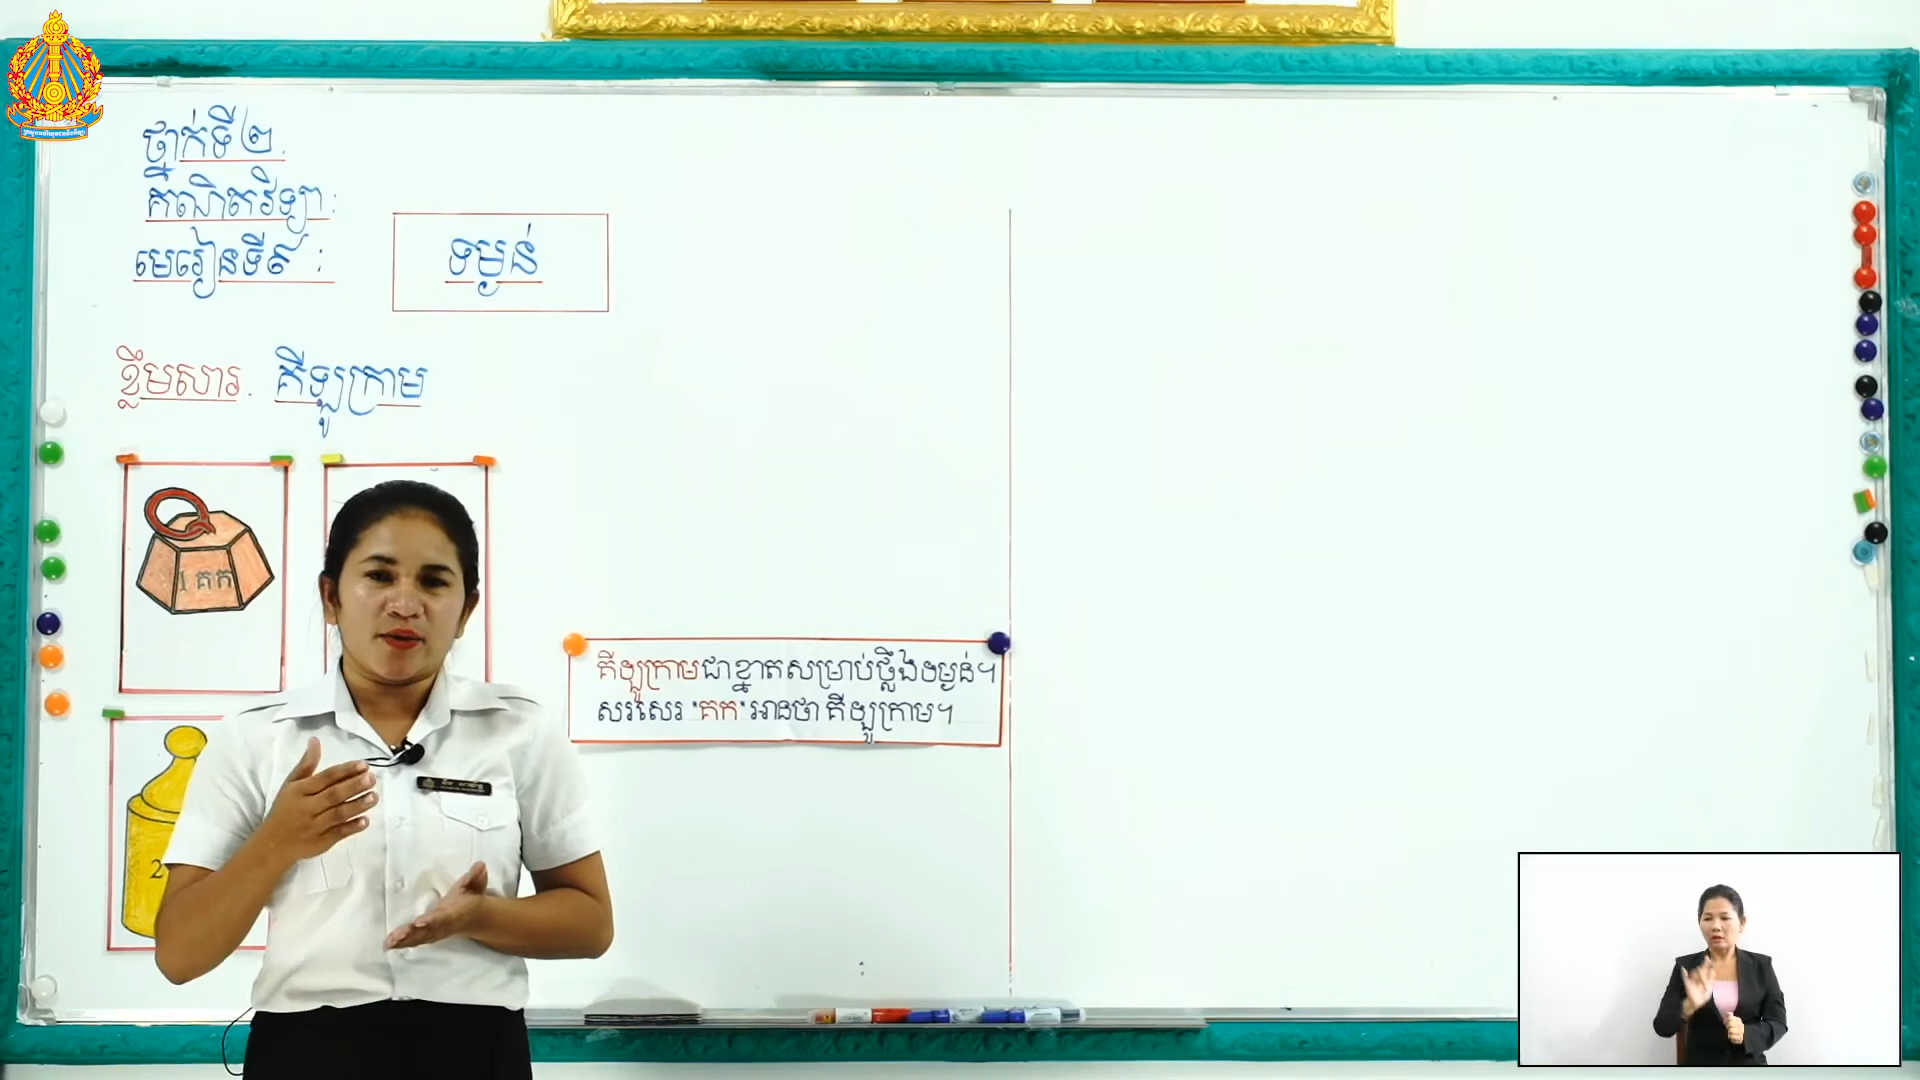 ថ្នាក់ទី២.
គណិតវិទ្យា:
មេរៀនទី៩ :
ទម្ងន់
ខ្លឹមសារ. គីឡូក្រាម
1 គក
គីឡូក្រាមជាខ្នាតសម្រាប់ថ្លឹងទម្ងន់។
សរសេរ "គក" អានថា គីឡូក្រាម។
2